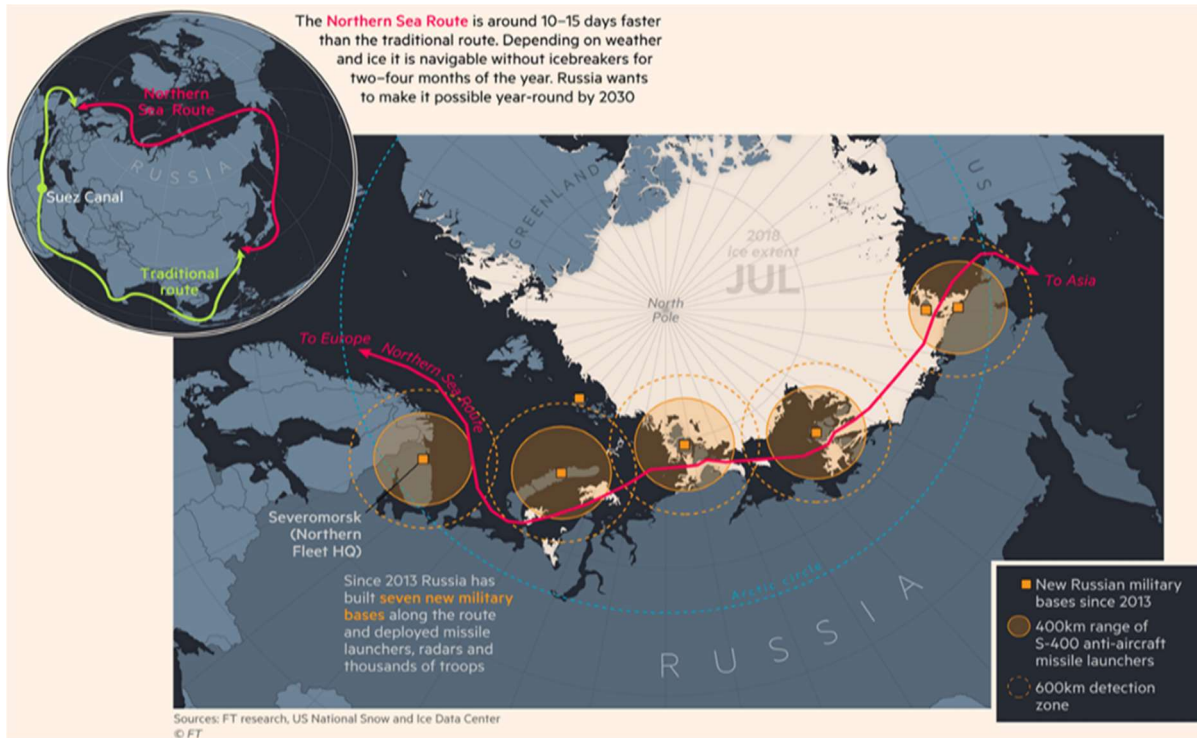 The Northern Sea Route is around 10–15 days faster
than the traditional route. Depending on weather
and ice it is navigable without icebreakers for
two–four months of the year. Russia wants
to make it possible year-round by 2030
Northern
Sea Route
RUSSIA
Suez Canal
Traditional
route
GREENLAND
US
2018
Ice extent
JUL
North
Pole
To Asia
To Europe
Northern Sea Route
Severomorsk
(Northern
Fleet HQ)
Since 2013 Russia has
built seven new military
bases along the route
and deployed missile
launchers, radars and
thousands of troops
Arctic Circle
RUSSIA
New Russian military
bases since 2013
400km range of
S-400 anti-aircraft
missile launchers
600km detection
zone
Sources: FT research, US National Snow and Ice Data Center
© FT